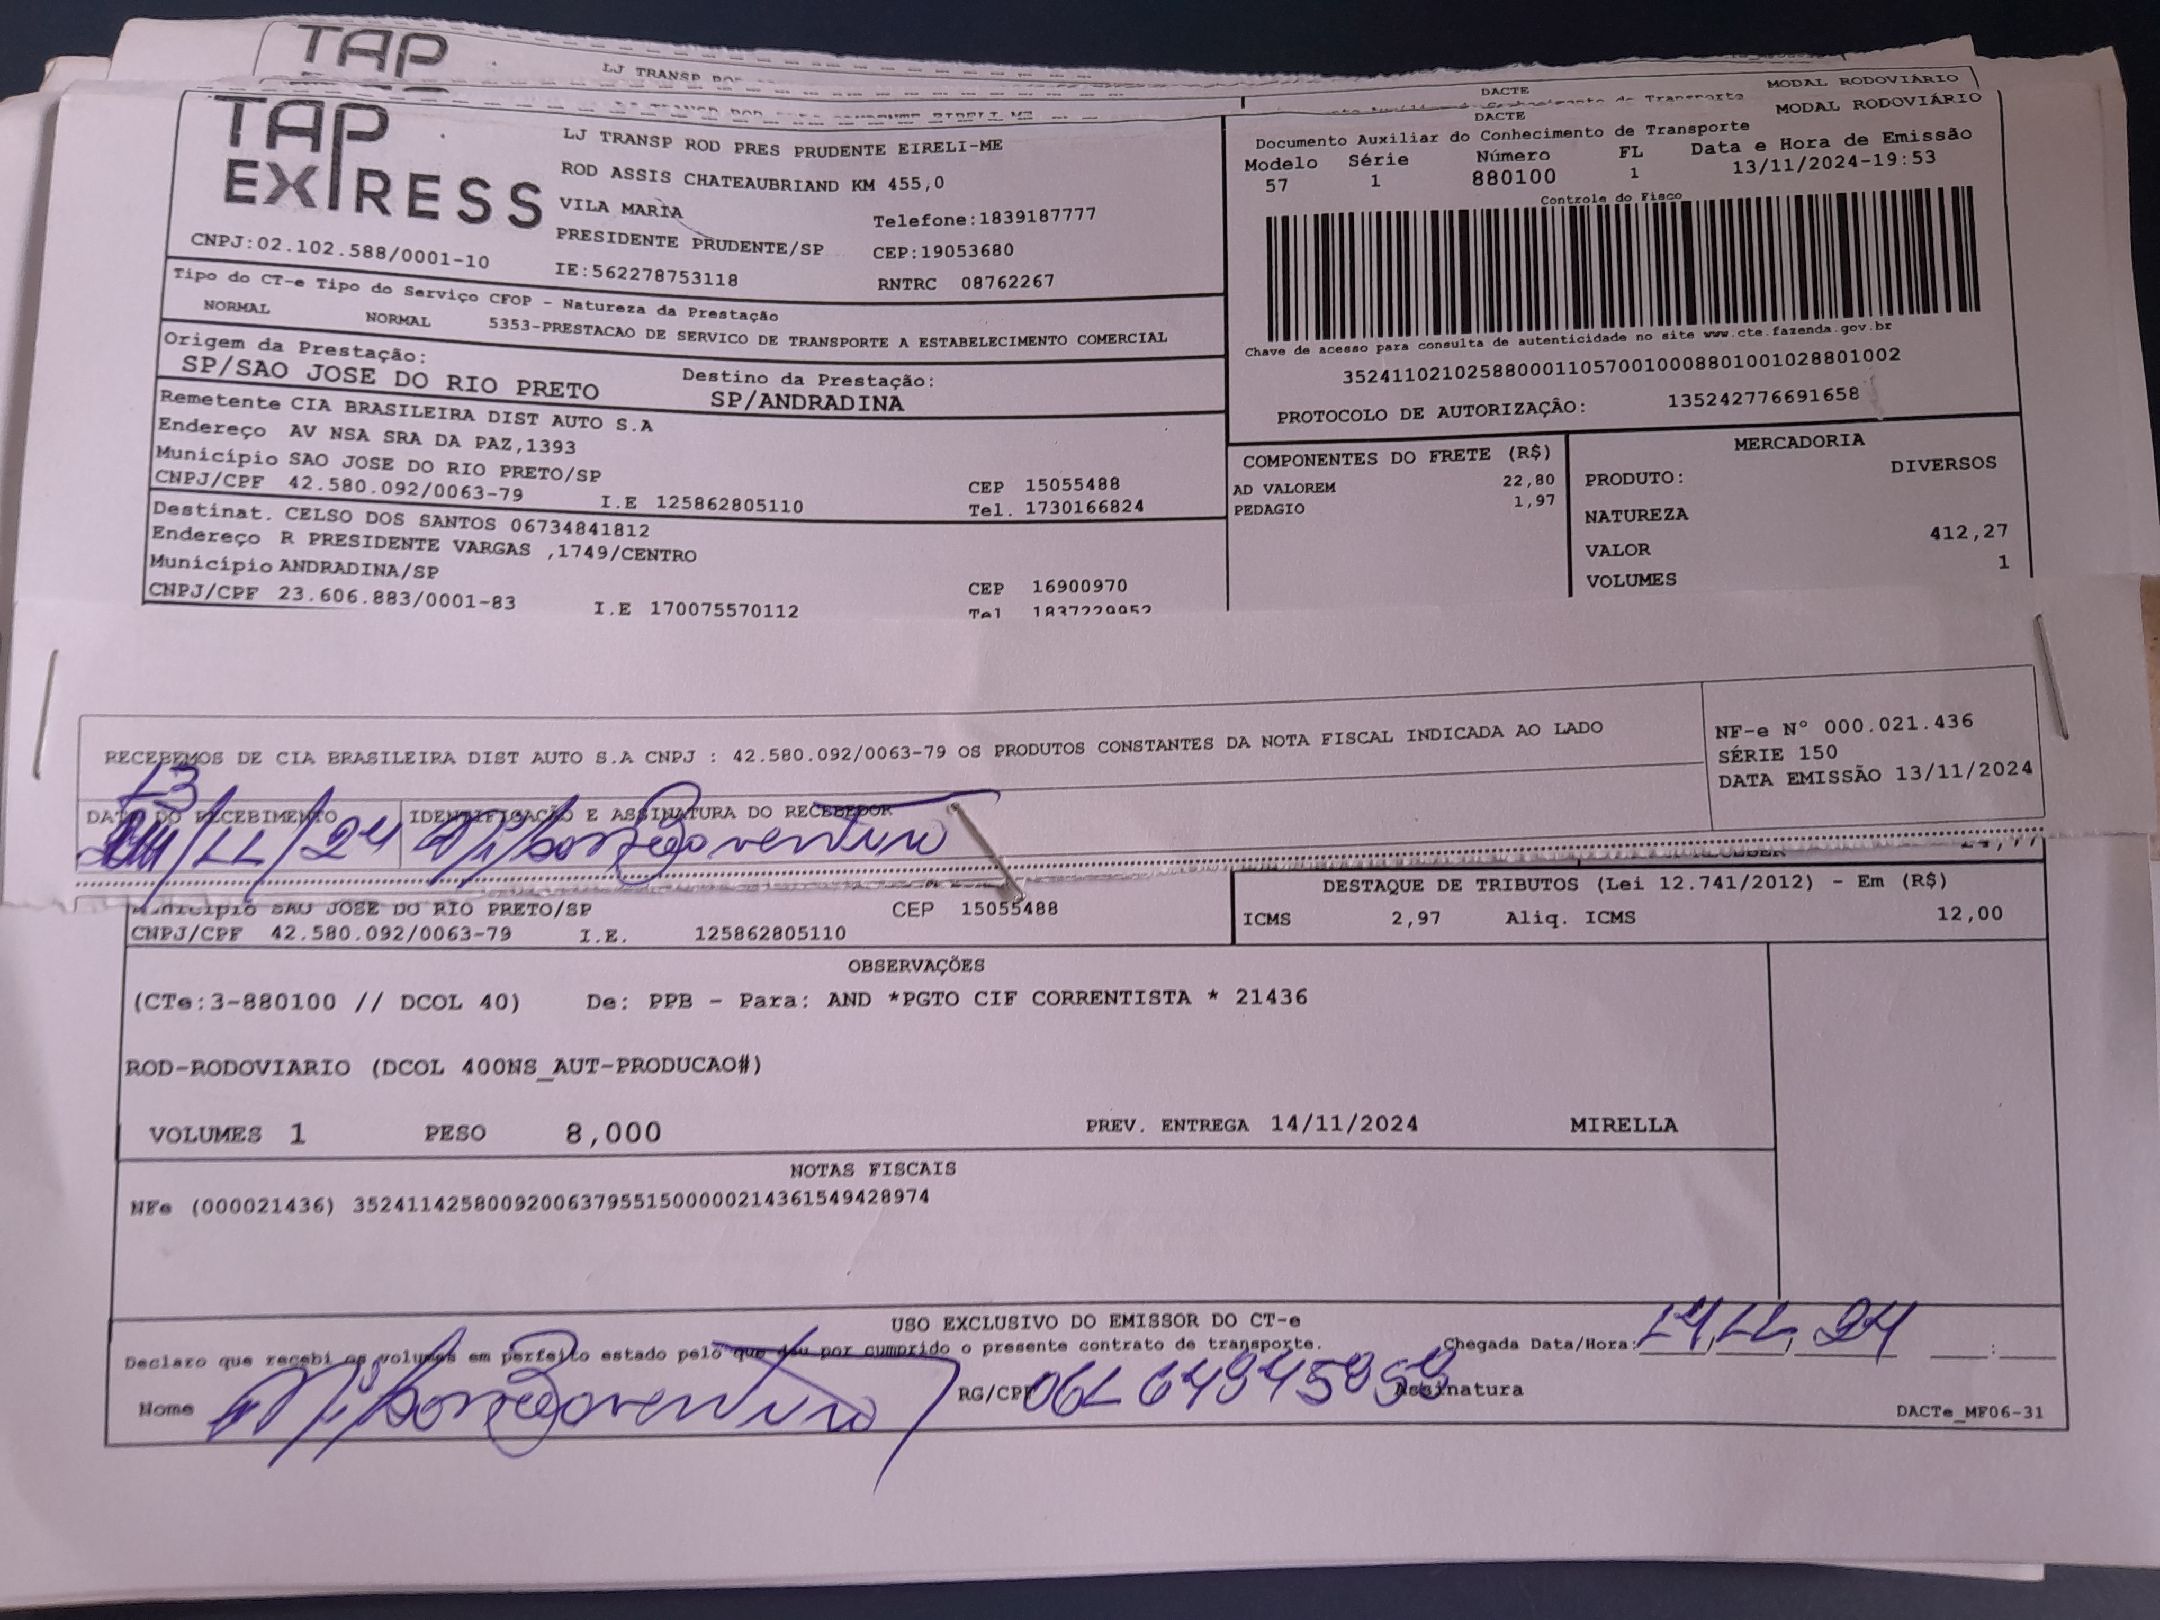 TAP
LJ TRANSP
DACTE
MODAL RODOVIÁRIO
TAP EXPRESS
LJ TRANSP ROD PRES PRUDENTE EIRELI-ME
ROD ASSIS CHATEAUBRIAND KM 455,0
VILA MARIA
Telefone:1839187777
PRESIDENTE PRUDENTE/SP
CEP:19053680
CNPJ:02.102.588/0001-10
IE:562278753118
RNTRC 08762267
DACTE
MODAL RODOVIÁRIO
Documento Auxiliar do Conhecimento de Transporte
Modelo Série Número FL Data e Hora de Emissão
57 1 880100 1 13/11/2024-19:53
Controle do Fisco
Chave de acesso para consulta de autenticidade no site www.cte.fazenda.gov.br
35241102102588000110570010008801001028801002
PROTOCOLO DE AUTORIZAÇÃO: 135242776691658
Tipo do CT-e Tipo do Serviço CFOP - Natureza da Prestação
NORMAL NORMAL 5353-PRESTACAO DE SERVICO DE TRANSPORTE A ESTABELECIMENTO COMERCIAL
Origem da Prestação:
SP/SAO JOSE DO RIO PRETO
Destino da Prestação:
SP/ANDRADINA
Remetente CIA BRASILEIRA DIST AUTO S.A
Endereço AV NSA SRA DA PAZ,1393
Município SAO JOSE DO RIO PRETO/SP
CEP 15055488
CNPJ/CPF 42.580.092/0063-79 I.E 125862805110 Tel. 1730166824
Destinat. CELSO DOS SANTOS 06734841812
Endereço R PRESIDENTE VARGAS ,1749/CENTRO
Município ANDRADINA/SP
CEP 16900970
CNPJ/CPF 23.606.883/0001-83 I.E 170075570112 Tel 1837229952
COMPONENTES DO FRETE (R$)
AD VALOREM 22,80
PEDAGIO 1,97
MERCADORIA
PRODUTO: DIVERSOS
NATUREZA
VALOR 412,27
VOLUMES 1
RECEBEMOS DE CIA BRASILEIRA DIST AUTO S.A CNPJ : 42.580.092/0063-79 OS PRODUTOS CONSTANTES DA NOTA FISCAL INDICADA AO LADO
NF-e Nº 000.021.436
SÉRIE 150
DATA EMISSÃO 13/11/2024
13
DATA DO RECEBIMENTO
IDENTIFICAÇÃO E ASSINATURA DO RECEBEDOR
/11/24
Município SAO JOSE DO RIO PRETO/SP CEP 15055488
CNPJ/CPF 42.580.092/0063-79 I.E. 125862805110
DESTAQUE DE TRIBUTOS (Lei 12.741/2012) - Em (R$)
ICMS 2,97 Aliq. ICMS 12,00
OBSERVAÇÕES
(CTe:3-880100 // DCOL 40) De: PPB - Para: AND *PGTO CIF CORRENTISTA * 21436
ROD-RODOVIARIO (DCOL 400NS_AUT-PRODUCAO#)
VOLUMES 1 PESO 8,000 PREV. ENTREGA 14/11/2024 MIRELLA
NOTAS FISCAIS
NFe (000021436) 35241142580092006379551500000214361549428974
USO EXCLUSIVO DO EMISSOR DO CT-e
Declaro que recebi os volumes em perfeito estado pelo que dou por cumprido o presente contrato de transporte.
Chegada Data/Hora: 14,11,24 :
Nome
RG/CPF
Assinatura
DACTe_MF06-31